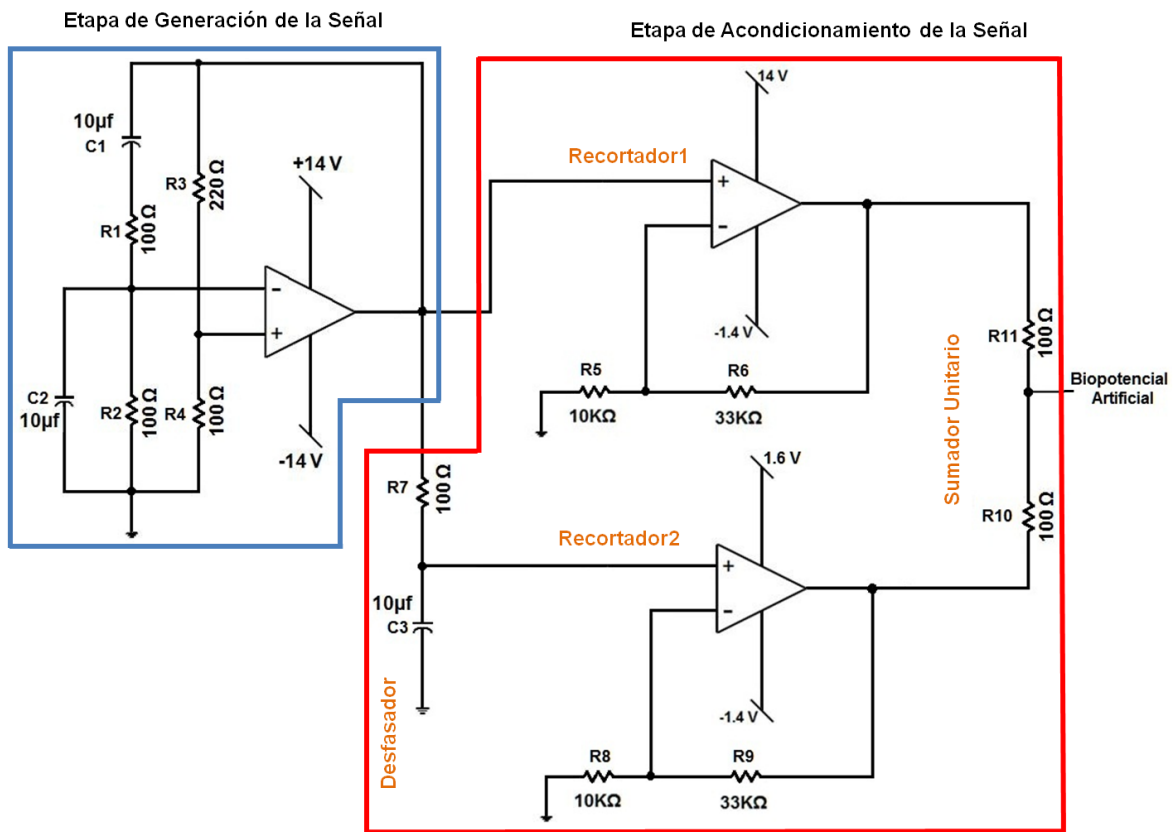 Etapa de Generación de la Señal
Etapa de Acondicionamiento de la Señal
10µf
C1
R3
220 Ω
R1
100 Ω
+14 V
-
+
C2
10µf
R2
100 Ω
R4
100 Ω
-14 V
Recortador1
14 V
+
-
-1.4 V
R5
10KΩ
R6
33KΩ
R11
100 Ω
Sumador Unitario
Biopotencial
Artificial
R7
100 Ω
Recortador2
1.6 V
+
-
-1.4 V
R10
100 Ω
10µf
C3
Desfasador
R8
10KΩ
R9
33KΩ